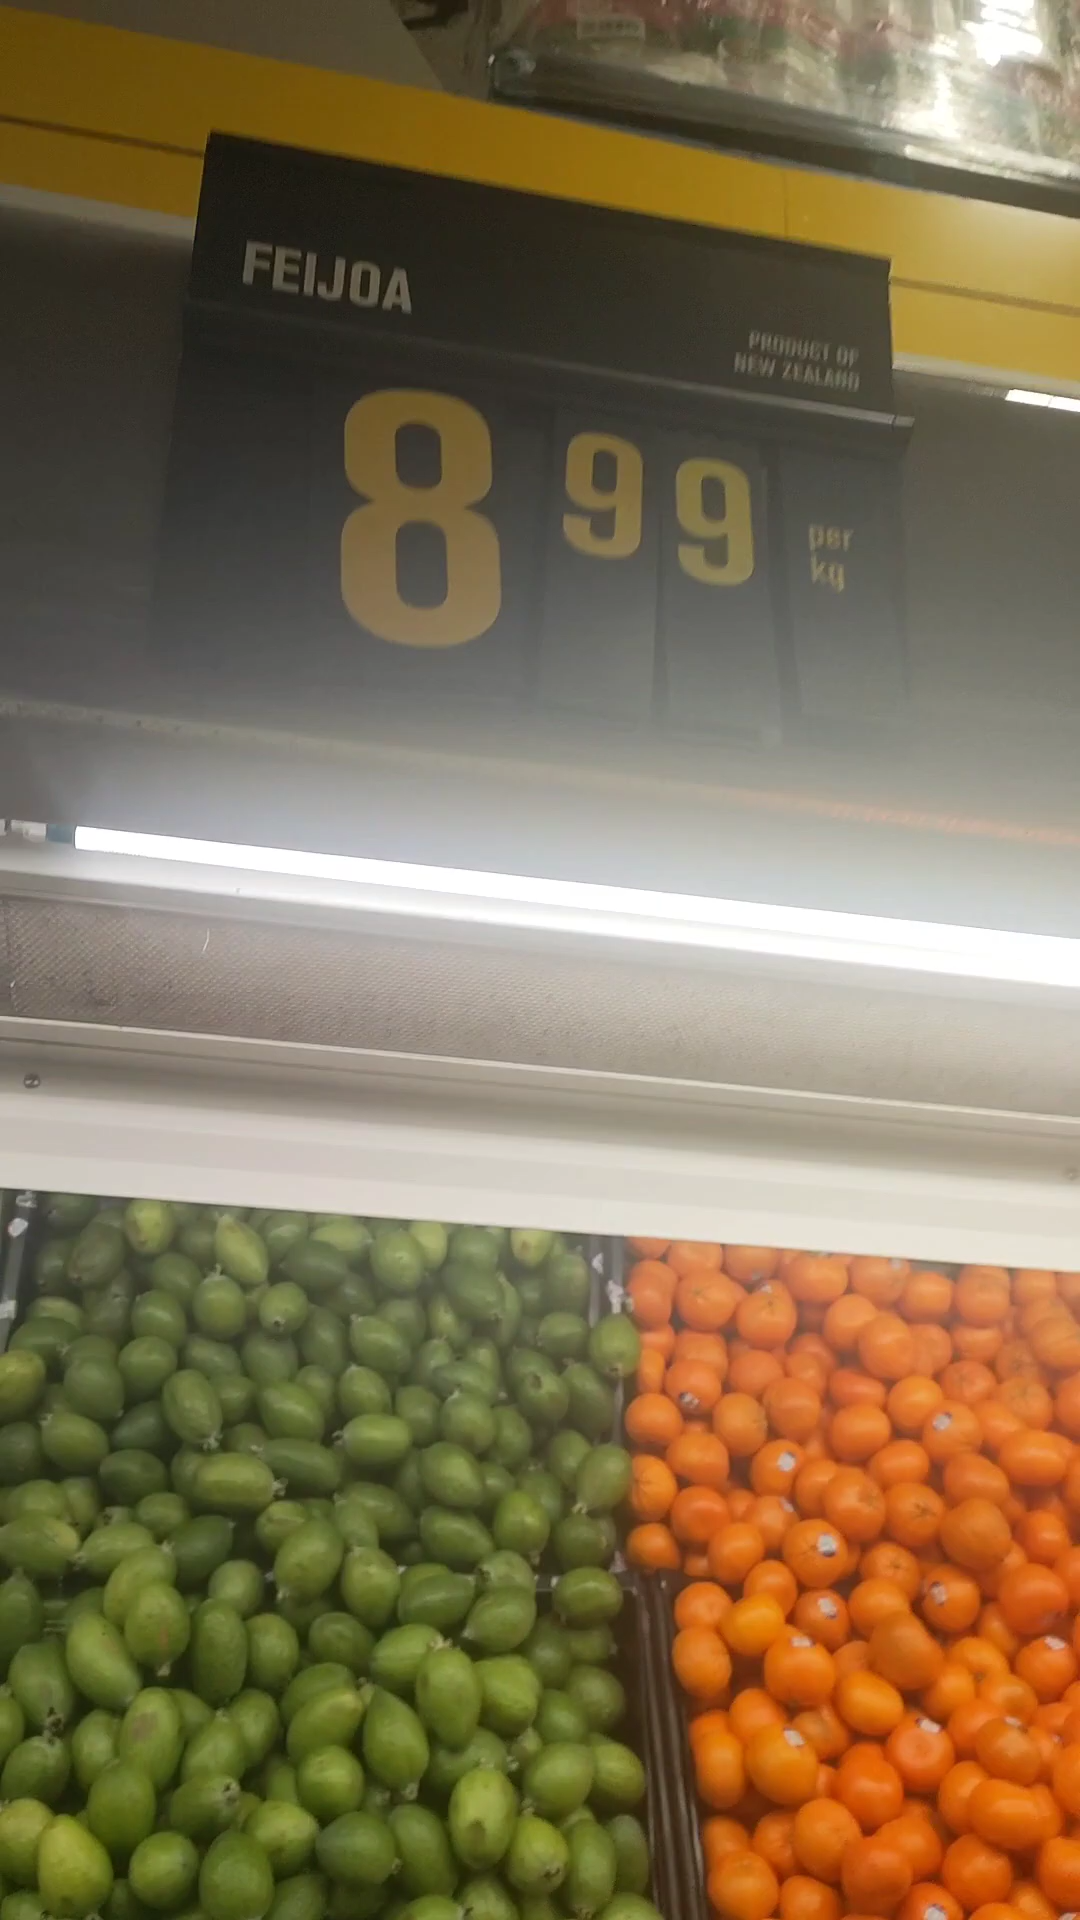 FEIJOA
PRODUCT OF
NEW ZEALAND
8 99
per
kg